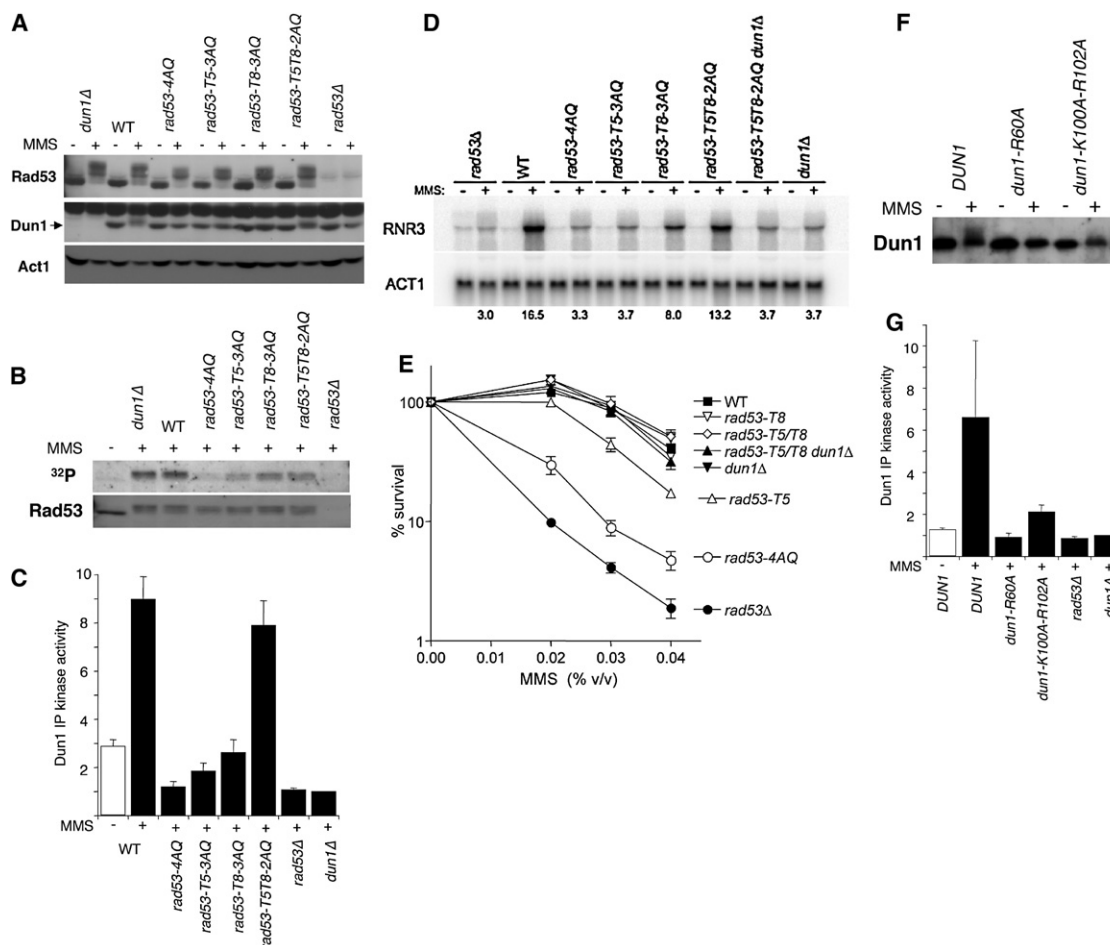 A
dun1Δ
WT
rad53-4AQ
rad53-T5-3AQ
rad53-T8-3AQ
rad53-T5T8-2AQ
rad53Δ
MMS - + - + - + - + - + - + - +
Rad53
Dun1
Act1
B
dun1Δ
WT
rad53-4AQ
rad53-T5-3AQ
rad53-T8-3AQ
rad53-T5T8-2AQ
rad53Δ
MMS - + + + + + + +
32P
Rad53
C
Dun1 IP kinase activity
10
8
6
4
2
MMS - + + + + + + +
WT
rad53-4AQ
rad53-T5-3AQ
rad53-T8-3AQ
rad53-T5T8-2AQ
rad53Δ
dun1Δ
D
rad53Δ
WT
rad53-4AQ
rad53-T5-3AQ
rad53-T8-3AQ
rad53-T5T8-2AQ
rad53-T5T8-2AQ dun1Δ
dun1Δ
MMS: - + - + - + - + - + - + - + - +
RNR3
ACT1
3.0 16.5 3.3 3.7 8.0 13.2 3.7 3.7
E
% survival
100
10
1
0.00 0.01 0.02 0.03 0.04
MMS (% v/v)
WT
rad53-T8
rad53-T5/T8
rad53-T5/T8 dun1Δ
dun1Δ
rad53-T5
rad53-4AQ
rad53Δ
F
DUN1
dun1-R60A
dun1-K100A-R102A
MMS - + - + - +
Dun1
G
Dun1 IP kinase activity
10
8
6
4
2
MMS - + + + + +
DUN1
DUN1
dun1-R60A
dun1-K100A-R102A
rad53Δ
dun1Δ